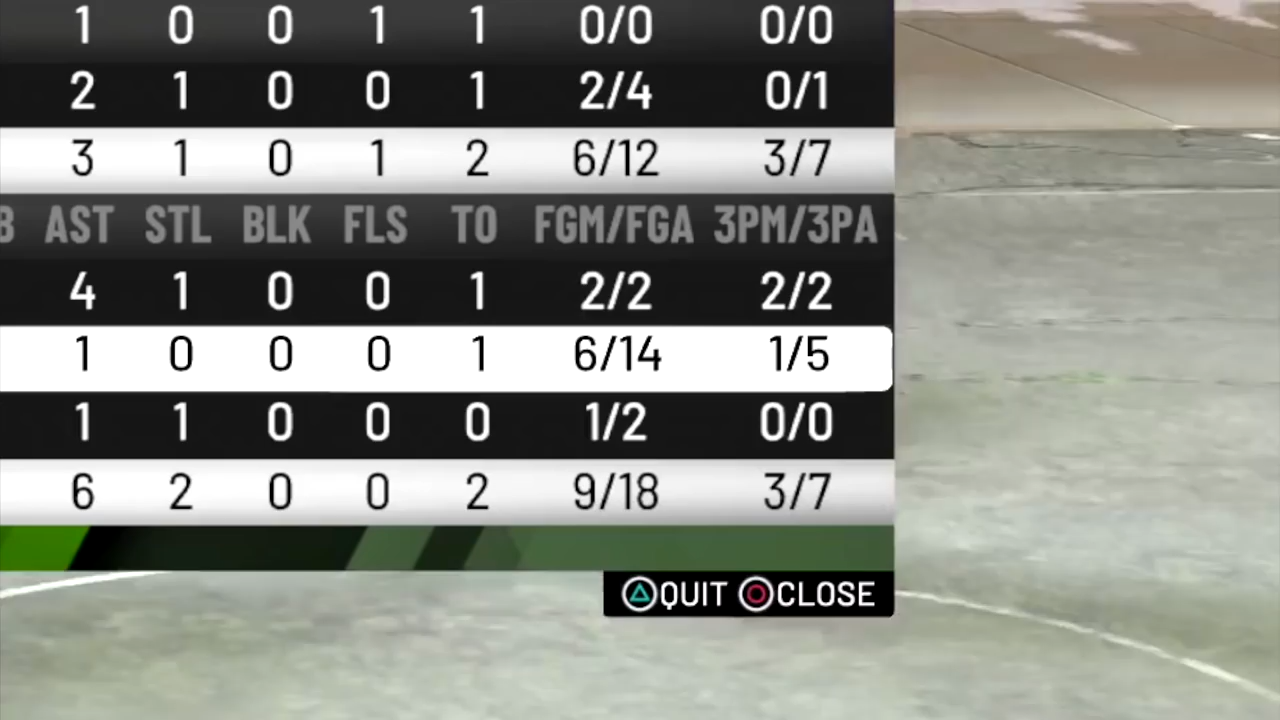 1 0 0 1 1 0/0 0/0
2 1 0 0 1 2/4 0/1
3 1 0 1 2 6/12 3/7
B AST STL BLK FLS TO FGM/FGA 3PM/3PA
4 1 0 0 1 2/2 2/2
1 0 0 0 1 6/14 1/5
1 1 0 0 0 1/2 0/0
6 2 0 0 2 9/18 3/7
QUIT CLOSE